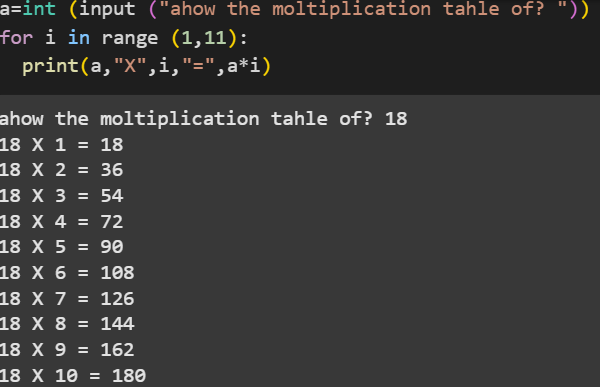 a=int (input ("ahow the moltiplication tahle of? "))
for i in range (1,11):
  print(a,"X",i,"=",a*i)
ahow the moltiplication tahle of? 18
18 X 1 = 18
18 X 2 = 36
18 X 3 = 54
18 X 4 = 72
18 X 5 = 90
18 X 6 = 108
18 X 7 = 126
18 X 8 = 144
18 X 9 = 162
18 X 10 = 180